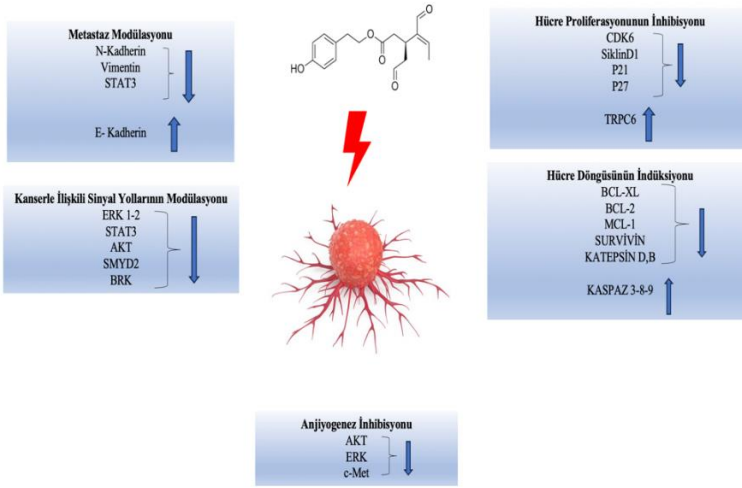 Metastaz Modülasyonu
N-Kadherin
Vimentin
STAT3
E- Kadherin
Kanserle İlişkili Sinyal Yollarının Modülasyonu
ERK 1-2
STAT3
AKT
SMYD2
BRK
HO
O
O
O
O
Hücre Proliferasyonunun İnhibisyonu
CDK6
SiklinD1
P21
P27
TRPC6
Hücre Döngüsünün İndüksiyonu
BCL-XL
BCL-2
MCL-1
SURVİVİN
KATEPSİN D,B
KASPAZ 3-8-9
Anjiyogenez İnhibisyonu
AKT
ERK
c-Met